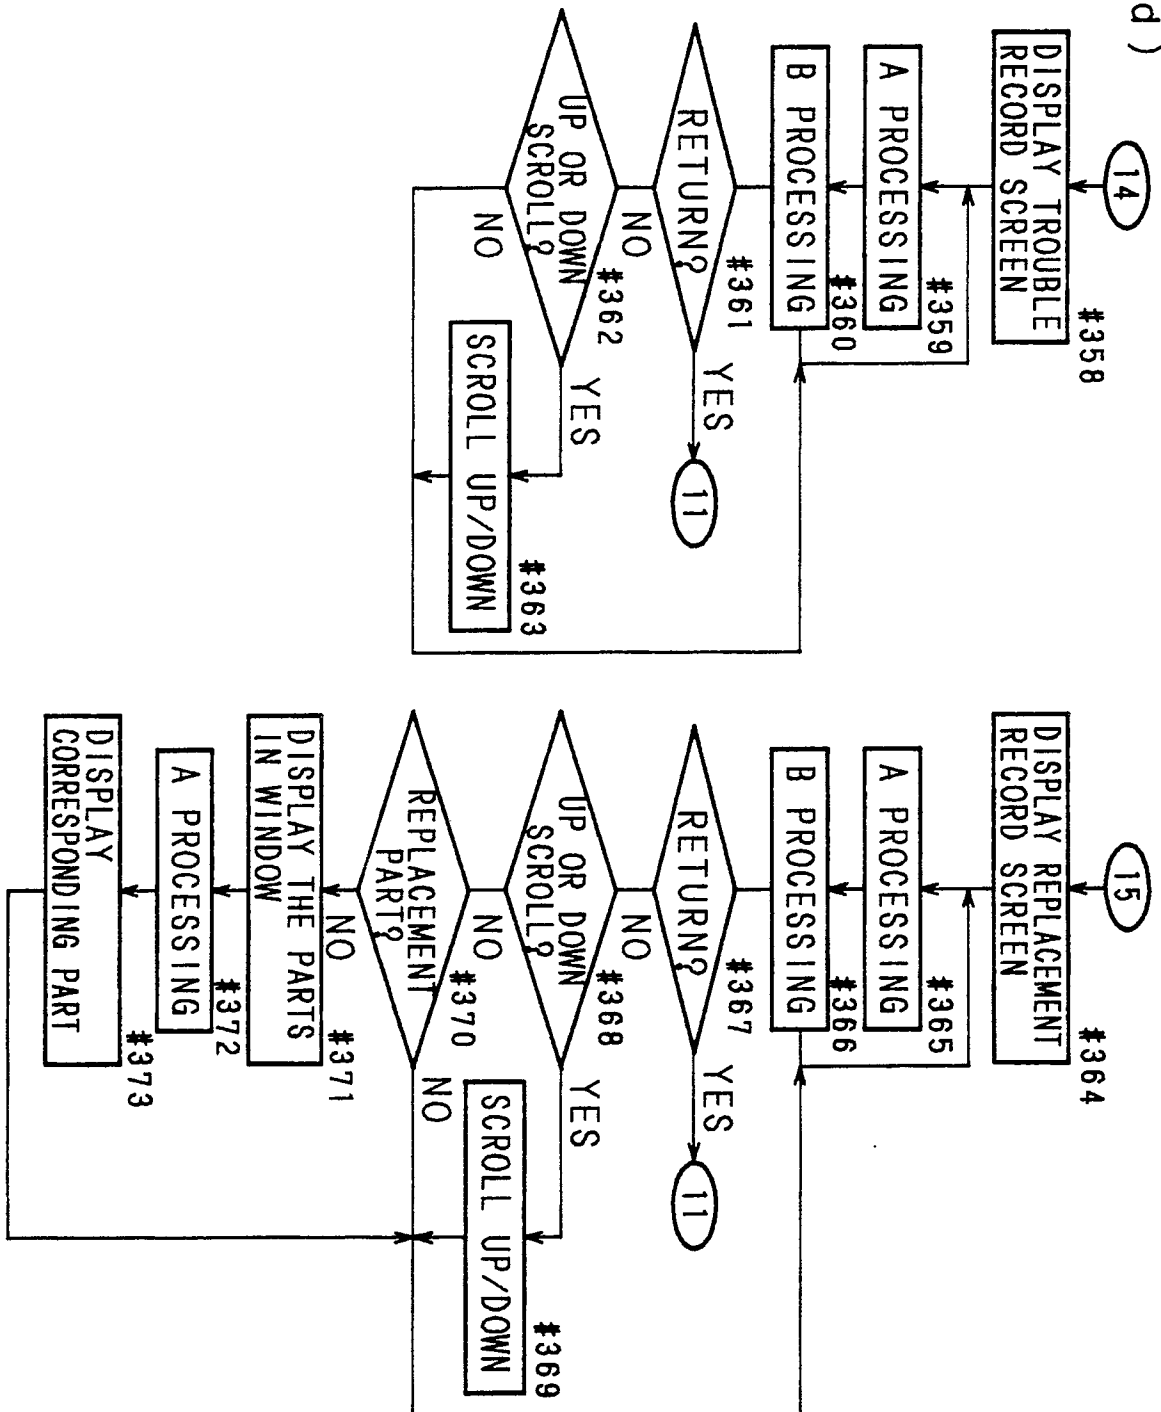 d )
14
DISPLAY TROUBLE
RECORD SCREEN
#358
A PROCESSING
#359
B PROCESSING
#360
RETURN?
#361
YES
11
NO
UP OR DOWN
SCROLL?
#362
YES
NO
SCROLL UP/DOWN
#363
15
DISPLAY REPLACEMENT
RECORD SCREEN
#364
A PROCESSING
#365
B PROCESSING
#366
RETURN?
#367
YES
11
NO
UP OR DOWN
SCROLL?
#368
YES
NO
SCROLL UP/DOWN
#369
REPLACEMENT
PART?
#370
NO
NO
DISPLAY THE PARTS
IN WINDOW
#371
A PROCESSING
#372
DISPLAY
CORRESPONDING PART
#373